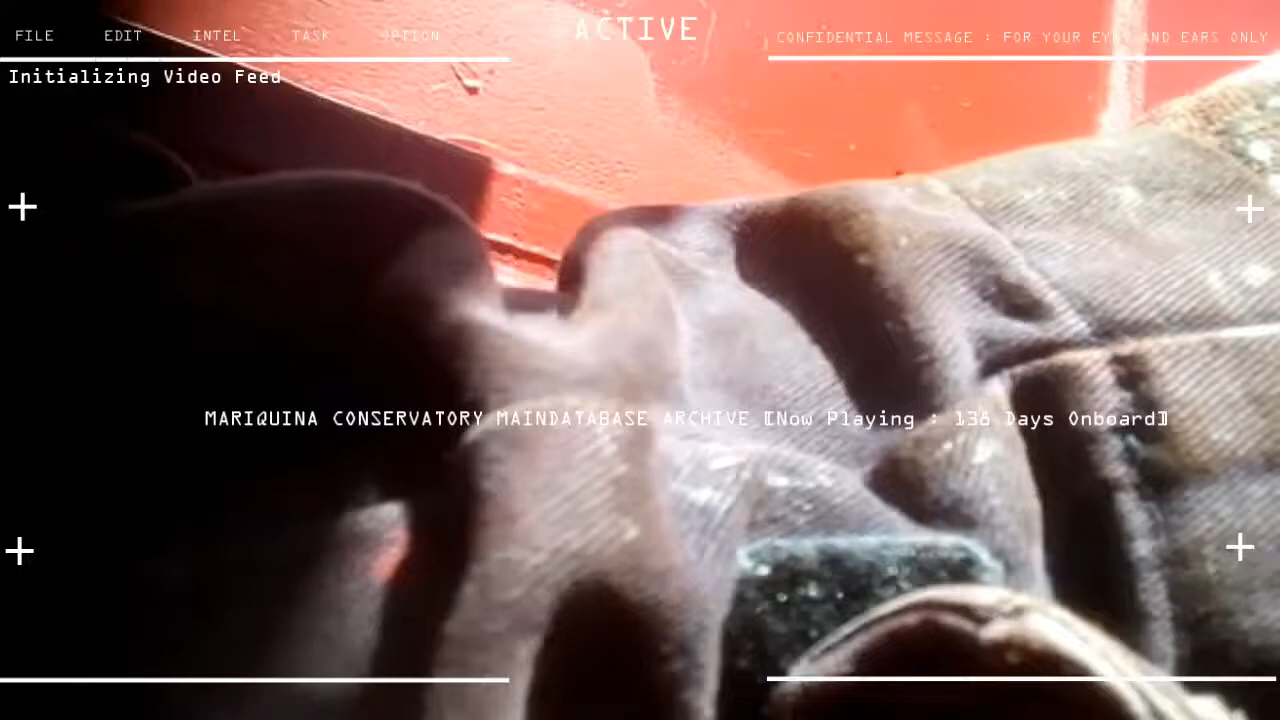 FILE EDIT INTEL TASK OPTION
ACTIVE
CONFIDENTIAL MESSAGE : FOR YOUR EYES AND EARS ONLY
Initializing Video Feed
MARIQUINA CONSERVATORY MAINDATABASE ARCHIVE [Now Playing : 136 Days Onboard]